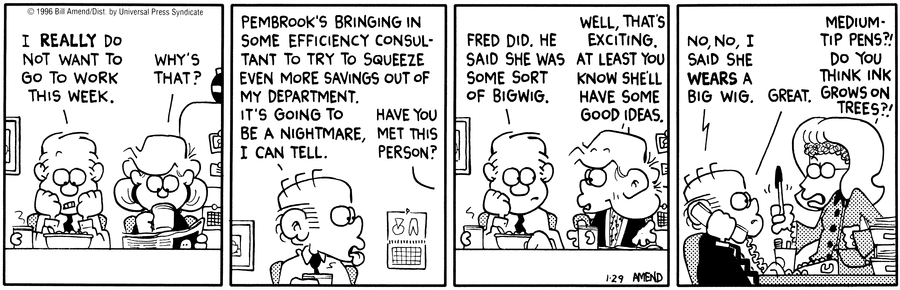 © 1996 Bill Amend/Dist. by Universal Press Syndicate
I REALLY DO
NOT WANT TO
GO TO WORK
THIS WEEK.
WHY'S
THAT?
PEMBROOK'S BRINGING IN
SOME EFFICIENCY CONSUL-
TANT TO TRY TO SQUEEZE
EVEN MORE SAVINGS OUT OF
MY DEPARTMENT.
IT'S GOING TO
BE A NIGHTMARE,
I CAN TELL.
HAVE YOU
MET THIS
PERSON?
FRED DID. HE
SAID SHE WAS
SOME SORT
OF BIGWIG.
WELL, THAT'S
EXCITING.
AT LEAST YOU
KNOW SHE'LL
HAVE SOME
GOOD IDEAS.
1·29 AMEND
NO, NO, I
SAID SHE
WEARS A
BIG WIG.
GREAT.
MEDIUM-
TIP PENS?!
DO YOU
THINK INK
GROWS ON
TREES?!